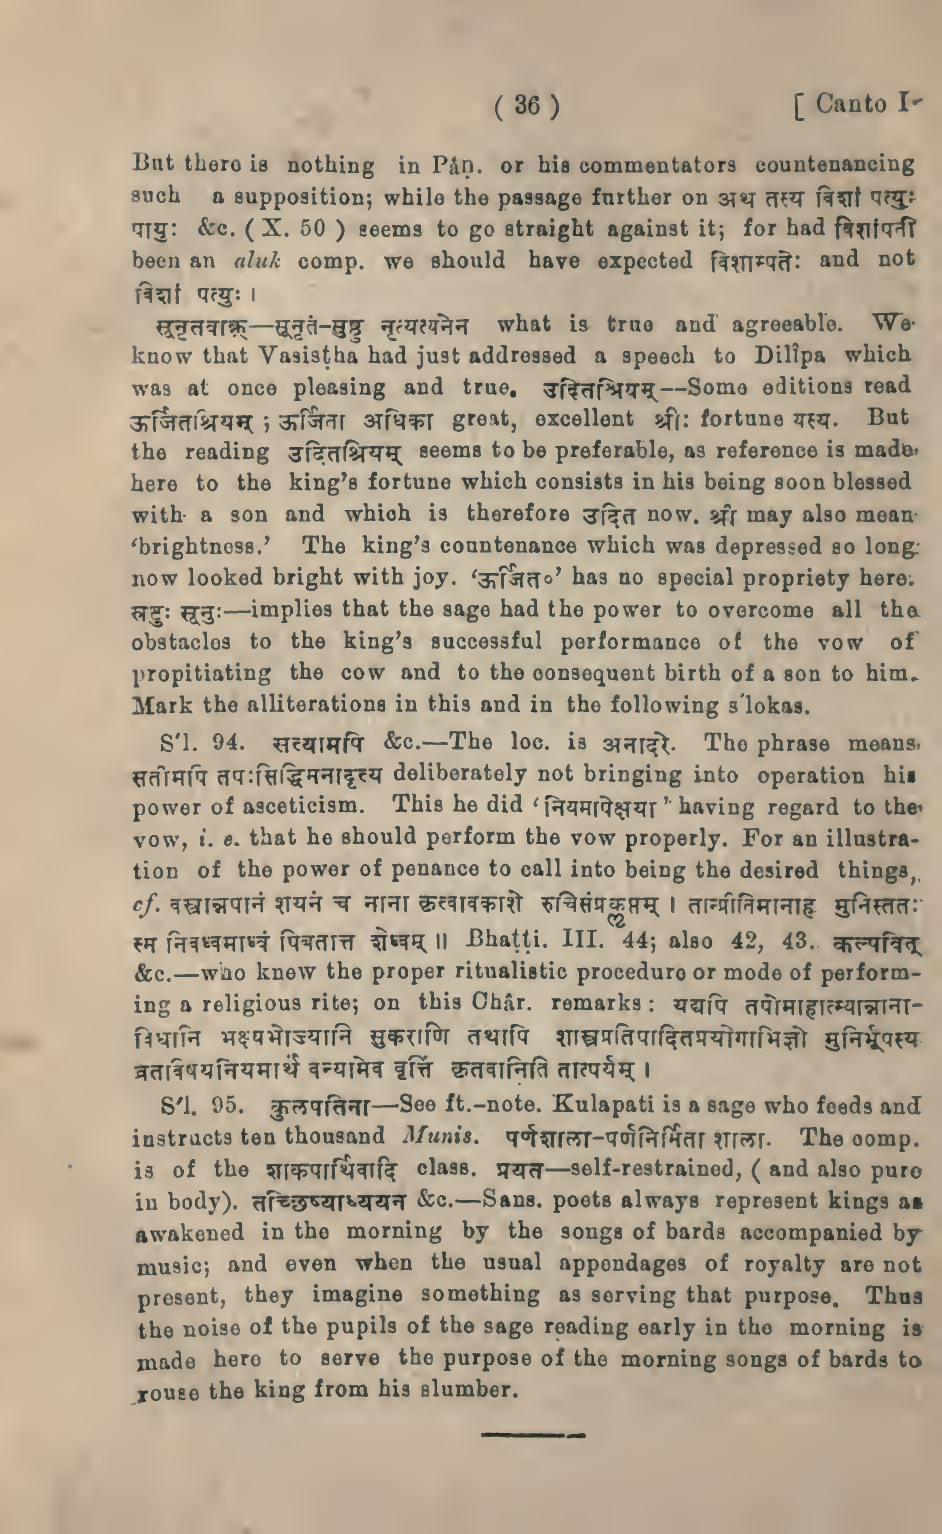 ( 36 ) [ Canto I-
But there is nothing in Pâṇ. or his commentators countenancing
such a supposition; while the passage further on अथ तस्य विशां पत्युः
पायुः &c. ( X. 50 ) seems to go straight against it; for had विशांपती
been an aluk comp. we should have expected विशाम्पतेः and not
विशां पत्युः ।
सूनृतवाक्—सूनृतं-सुष्ठु नृत्यत्यनेन what is true and agreeable. We
know that Vasisṭha had just addressed a speech to Dilîpa which
was at once pleasing and true. उदितश्रियम्--Some editions read
ऊर्जितश्रियम् ; ऊर्जिता अधिका great, excellent श्रीः fortune यस्य. But
the reading उदितश्रियम् seems to be preferable, as reference is made
here to the king's fortune which consists in his being soon blessed
with a son and which is therefore उदित now. श्री may also mean
'brightness.' The king's countenance which was depressed so long
now looked bright with joy. 'ऊर्जित०' has no special propriety here.
स्रष्टुः सूनुः—implies that the sage had the power to overcome all the
obstacles to the king's successful performance of the vow of
propitiating the cow and to the consequent birth of a son to him.
Mark the alliterations in this and in the following s'lokas.
S'l. 94. सत्यामपि &c.—The loc. is अनादरे. The phrase means
सतीमपि तपःसिद्धिमनादृत्य deliberately not bringing into operation his
power of asceticism. This he did 'नियमापेक्षया' having regard to the
vow, i. e. that he should perform the vow properly. For an illustra-
tion of the power of penance to call into being the desired things,
cf. वस्त्रान्नपानं शयनं च नाना कृत्वावकाशे रुचिसंप्रक्लृप्तम् । तान्प्रीतिमानाह मुनिस्ततः
स्म निवध्वमाध्वं पिबतात्त शेध्वम् ॥ Bhaṭṭi. III. 44; also 42, 43. कल्पवित्
&c.—who knew the proper ritualistic procedure or mode of perform-
ing a religious rite; on this Châr. remarks : यद्यपि तपोमाहात्म्यान्नाना-
विधानि भक्ष्यभोज्यानि सुकराणि तथापि शास्त्रप्रतिपादितप्रयोगाभिज्ञो मुनिर्भूपस्य
व्रतविषयनियमार्थं वन्यामेव वृत्तिं कृतवानिति तात्पर्यम् ।
S'l. 95. कुलपतिना—See ft.-note. Kulapati is a sage who feeds and
instructs ten thousand Munis. पर्णशाला-पर्णनिर्मिता शाला. The comp.
is of the शाकपार्थिवादि class. प्रयत—self-restrained, ( and also pure
in body). तच्छिष्याध्ययन &c.—Sans. poets always represent kings as
awakened in the morning by the songs of bards accompanied by
music; and even when the usual appendages of royalty are not
present, they imagine something as serving that purpose. Thus
the noise of the pupils of the sage reading early in the morning is
made here to serve the purpose of the morning songs of bards to
rouse the king from his slumber.